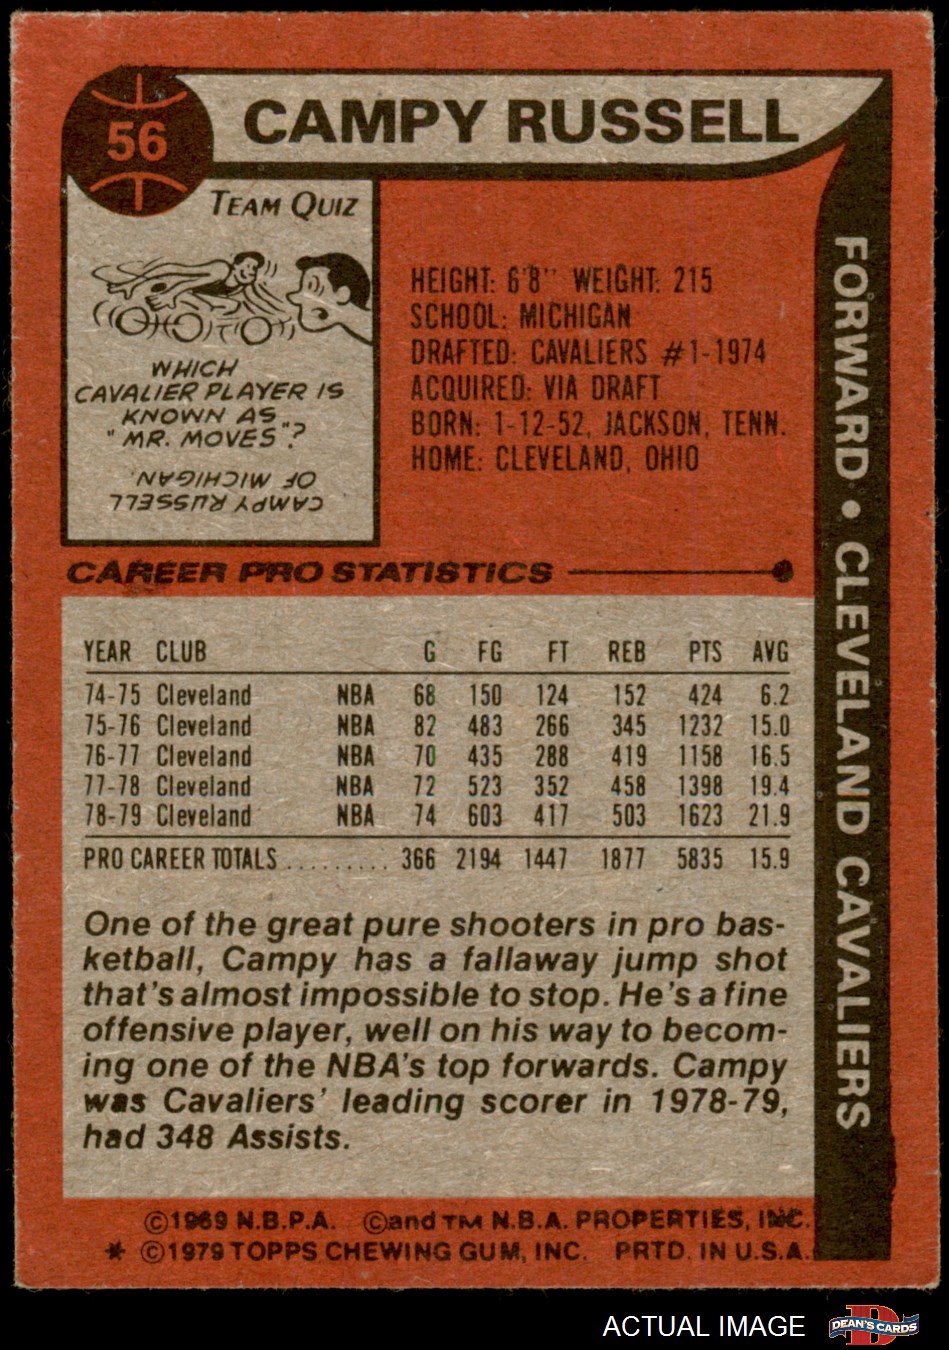 56
CAMPY RUSSELL
TEAM QUIZ
WHICH
CAVALIER PLAYER IS
KNOWN AS
"MR. MOVES"?
CAMPY RUSSELL
OF MICHIGAN.
HEIGHT: 6'8" WEIGHT: 215
SCHOOL: MICHIGAN
DRAFTED: CAVALIERS #1-1974
ACQUIRED: VIA DRAFT
BORN: 1-12-52, JACKSON, TENN.
HOME: CLEVELAND, OHIO
FORWARD • CLEVELAND CAVALIERS
CAREER PRO STATISTICS
YEAR CLUB G FG FT REB PTS AVG
74-75 Cleveland NBA 68 150 124 152 424 6.2
75-76 Cleveland NBA 82 483 266 345 1232 15.0
76-77 Cleveland NBA 70 435 288 419 1158 16.5
77-78 Cleveland NBA 72 523 352 458 1398 19.4
78-79 Cleveland NBA 74 603 417 503 1623 21.9
PRO CAREER TOTALS ......... 366 2194 1447 1877 5835 15.9
One of the great pure shooters in pro bas-
ketball, Campy has a fallaway jump shot
that's almost impossible to stop. He's a fine
offensive player, well on his way to becom-
ing one of the NBA's top forwards. Campy
was Cavaliers' leading scorer in 1978-79,
had 348 Assists.
©1969 N.B.P.A. ©and TM N.B.A. PROPERTIES, INC.
* ©1979 TOPPS CHEWING GUM, INC. PRTD. IN U.S.A.
ACTUAL IMAGE
D
DEAN'S CARDS